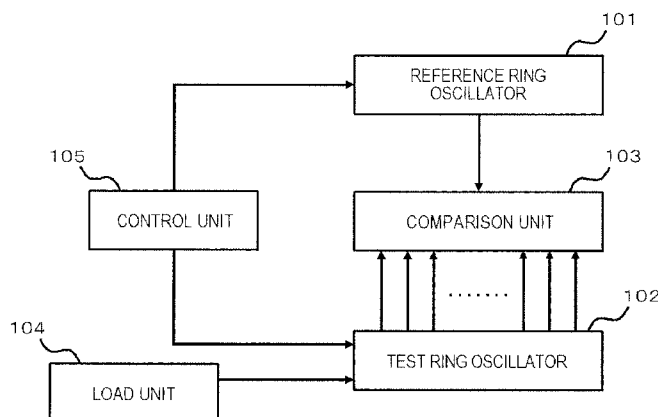 101
REFERENCE RING
OSCILLATOR
105
103
CONTROL UNIT
COMPARISON UNIT
........
102
104
TEST RING OSCILLATOR
LOAD UNIT